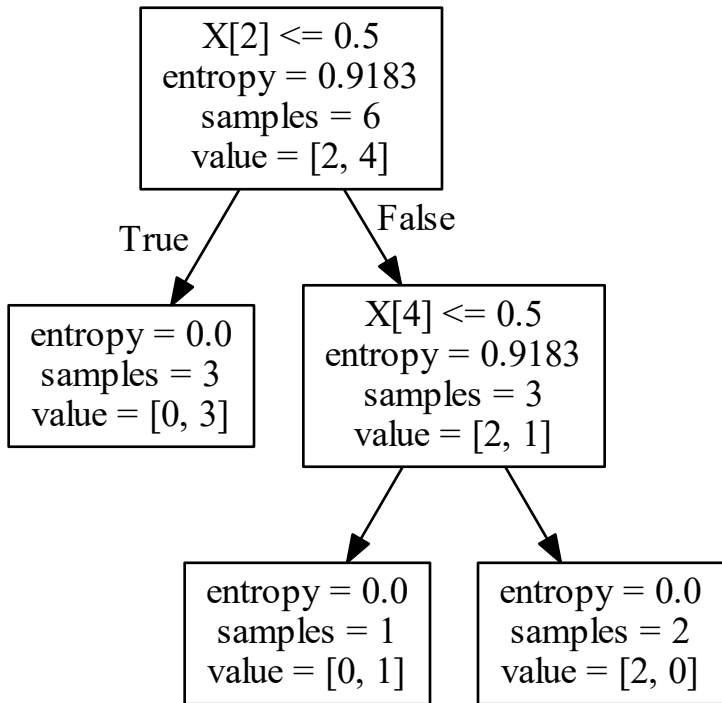 X[2] <= 0.5
entropy = 0.9183
samples = 6
value = [2, 4]
True
False
entropy = 0.0
samples = 3
value = [0, 3]
X[4] <= 0.5
entropy = 0.9183
samples = 3
value = [2, 1]
entropy = 0.0
samples = 1
value = [0, 1]
entropy = 0.0
samples = 2
value = [2, 0]